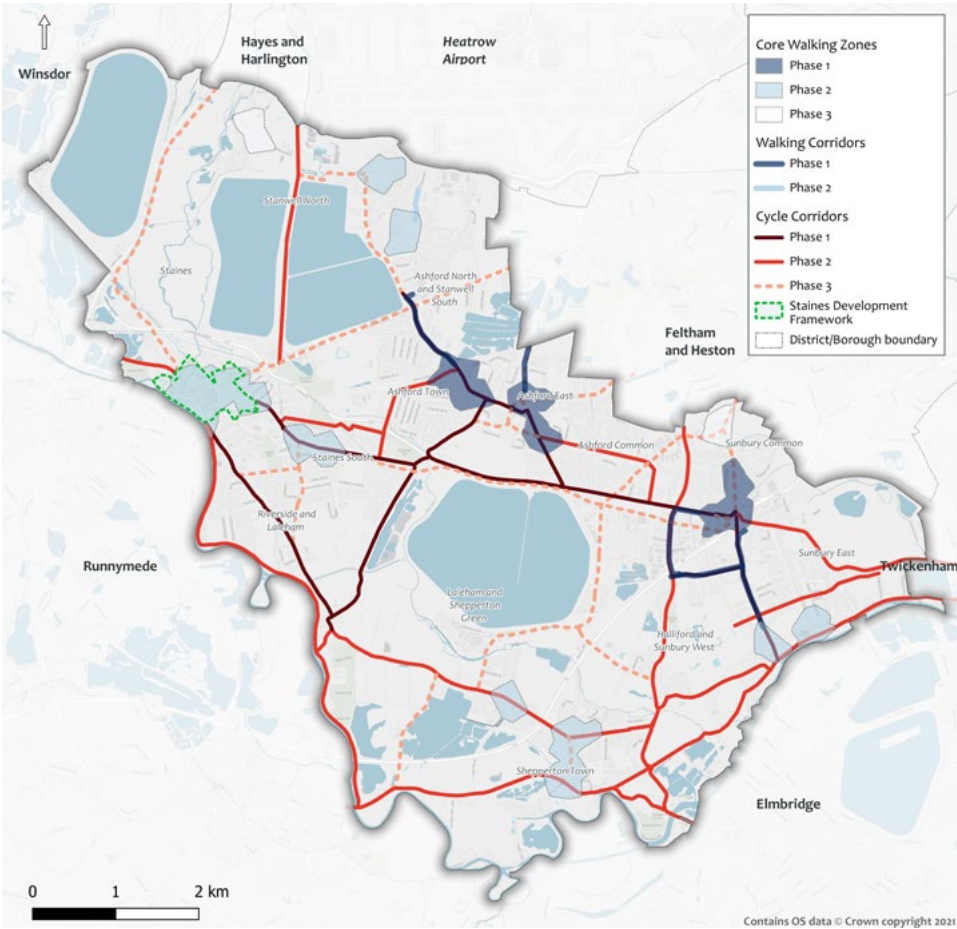 Hayes and
Harlington
Heatrow
Airport
Winsdor
Core Walking Zones
Phase 1
Phase 2
Phase 3
Walking Corridors
Phase 1
Phase 2
Cycle Corridors
Phase 1
Phase 2
Phase 3
Staines Development
Framework
District/Borough boundary
Stanwell North
Staines
Ashford North
and Stanwell
South
Feltham
and Heston
Ashford Town
Ashford East
Ashford Common
Sunbury Common
Staines South
Riverside and
Laleham
Sunbury East
Runnymede
Twickenham
Laleham and
Shepperton
Green
Halliford and
Sunbury West
Shepperton Town
Elmbridge
0 1 2 km
Contains OS data © Crown copyright 2021